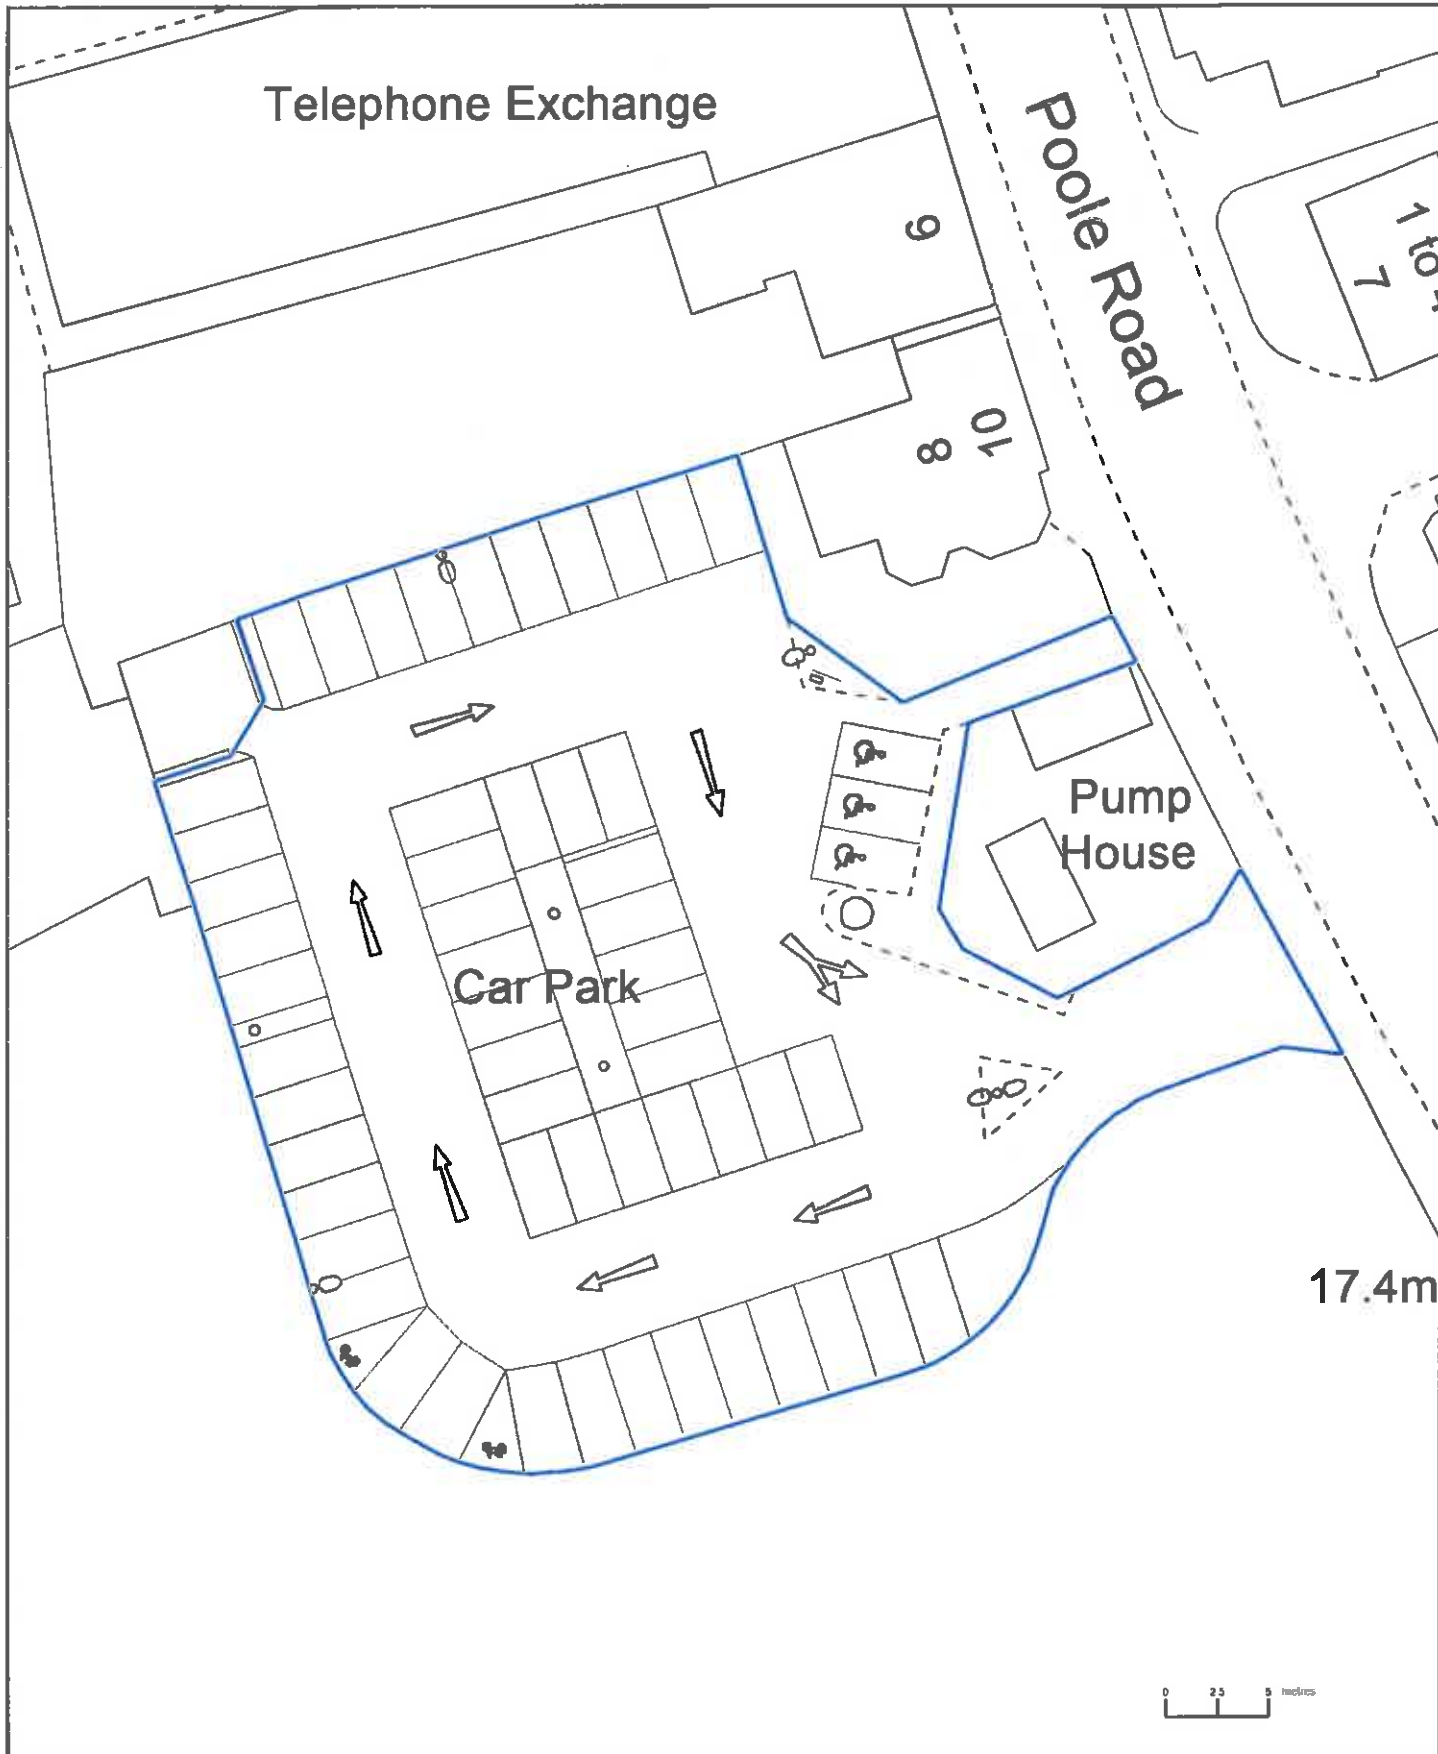 Telephone Exchange
Poole Road
9
1 to
7
10
8
Pump
House
Car Park
17.4m
0 2.5 5 metres